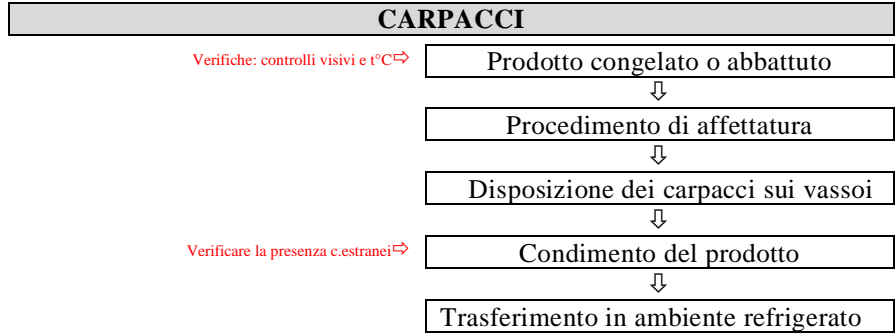 CARPACCI
Verifiche: controlli visivi e t°C⇨ Prodotto congelato o abbattuto
⇩
Procedimento di affettatura
⇩
Disposizione dei carpacci sui vassoi
⇩
Verificare la presenza c.estranei⇨ Condimento del prodotto
⇩
Trasferimento in ambiente refrigerato